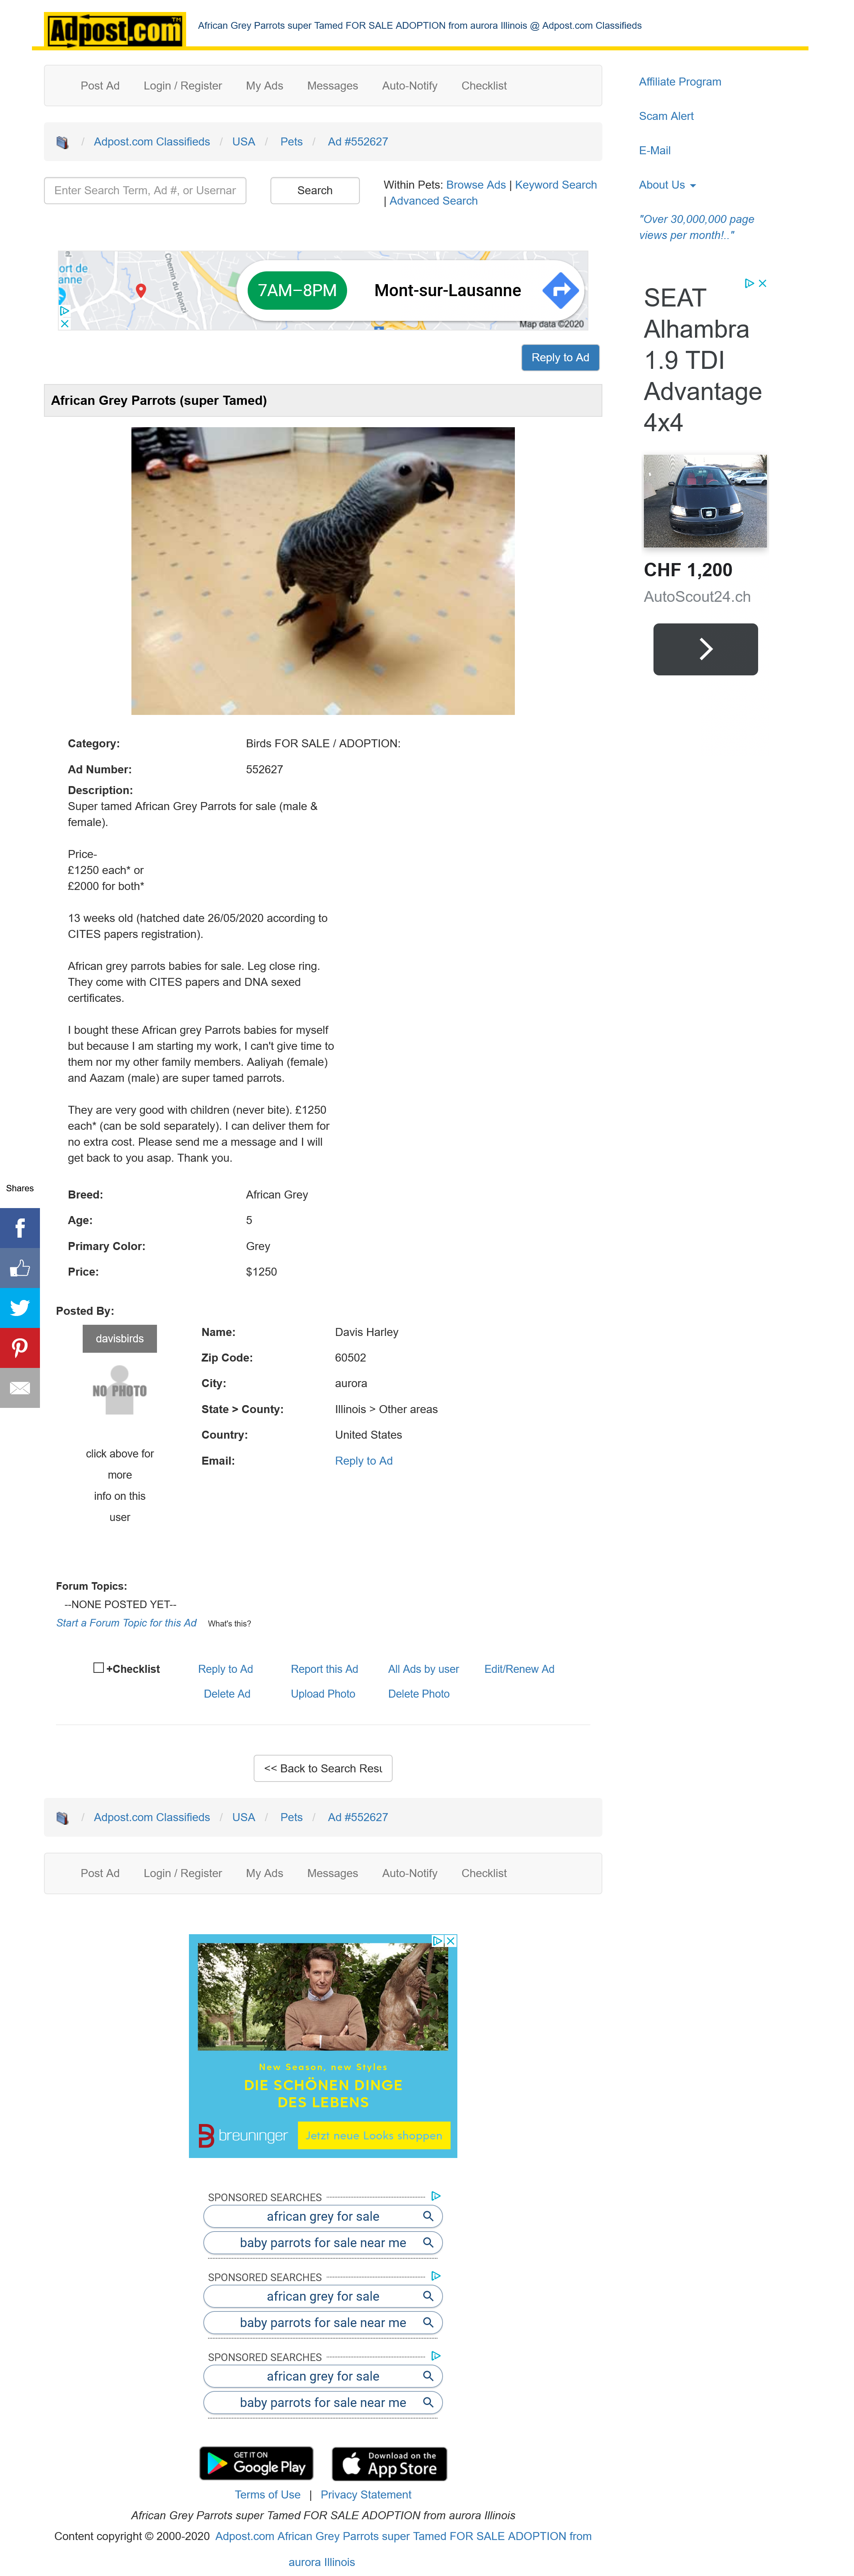 Adpost.com™
African Grey Parrots super Tamed FOR SALE ADOPTION from aurora Illinois @ Adpost.com Classifieds
Post Ad Login / Register My Ads Messages Auto-Notify Checklist
/ Adpost.com Classifieds / USA / Pets / Ad #552627
Enter Search Term, Ad #, or Usernar
Search
Within Pets: Browse Ads | Keyword Search
| Advanced Search
Affiliate Program
Scam Alert
E-Mail
About Us
"Over 30,000,000 page
views per month!.."
ort de
anne
Chemin du Rionzi
7AM–8PM
Mont-sur-Lausanne
Map data ©2020
SEAT
Alhambra
1.9 TDI
Advantage
4x4
CHF 1,200
AutoScout24.ch
Reply to Ad
African Grey Parrots (super Tamed)
Category: Birds FOR SALE / ADOPTION:
Ad Number: 552627
Description:
Super tamed African Grey Parrots for sale (male &
female).
Price-
£1250 each* or
£2000 for both*
13 weeks old (hatched date 26/05/2020 according to
CITES papers registration).
African grey parrots babies for sale. Leg close ring.
They come with CITES papers and DNA sexed
certificates.
I bought these African grey Parrots babies for myself
but because I am starting my work, I can't give time to
them nor my other family members. Aaliyah (female)
and Aazam (male) are super tamed parrots.
They are very good with children (never bite). £1250
each* (can be sold separately). I can deliver them for
no extra cost. Please send me a message and I will
get back to you asap. Thank you.
Shares
Breed: African Grey
Age: 5
Primary Color: Grey
Price: $1250
Posted By:
davisbirds
NO PHOTO
click above for
more
info on this
user
Name: Davis Harley
Zip Code: 60502
City: aurora
State > County: Illinois > Other areas
Country: United States
Email: Reply to Ad
Forum Topics:
--NONE POSTED YET--
Start a Forum Topic for this Ad What's this?
+Checklist Reply to Ad Report this Ad All Ads by user Edit/Renew Ad
Delete Ad Upload Photo Delete Photo
<< Back to Search Resu
/ Adpost.com Classifieds / USA / Pets / Ad #552627
Post Ad Login / Register My Ads Messages Auto-Notify Checklist
New Season, new Styles
DIE SCHÖNEN DINGE
DES LEBENS
breuninger
Jetzt neue Looks shoppen
SPONSORED SEARCHES
african grey for sale
baby parrots for sale near me
SPONSORED SEARCHES
african grey for sale
baby parrots for sale near me
SPONSORED SEARCHES
african grey for sale
baby parrots for sale near me
GET IT ON
Google Play
Download on the
App Store
Terms of Use | Privacy Statement
African Grey Parrots super Tamed FOR SALE ADOPTION from aurora Illinois
Content copyright © 2000-2020 Adpost.com African Grey Parrots super Tamed FOR SALE ADOPTION from
aurora Illinois